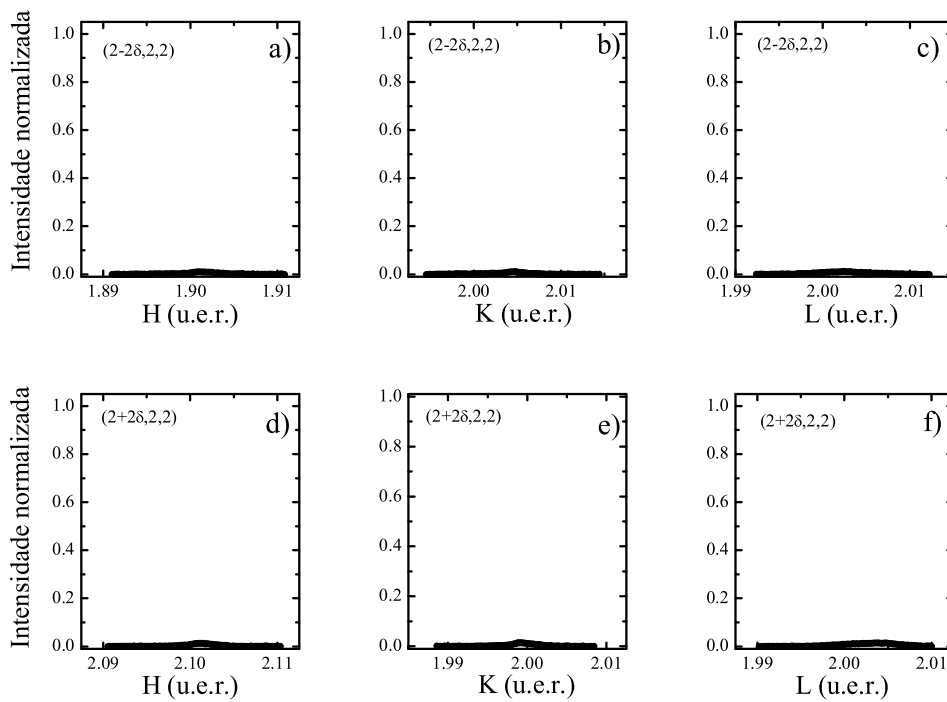 Intensidade normalizada
1.0
0.8
0.6
0.4
0.2
0.0
(2-2δ,2,2)
a)
1.89
1.90
1.91
H (u.e.r.)
1.0
0.8
0.6
0.4
0.2
0.0
(2-2δ,2,2)
b)
2.00
2.01
K (u.e.r.)
1.0
0.8
0.6
0.4
0.2
0.0
(2-2δ,2,2)
c)
1.99
2.00
2.01
L (u.e.r.)
Intensidade normalizada
1.0
0.8
0.6
0.4
0.2
0.0
(2+2δ,2,2)
d)
2.09
2.10
2.11
H (u.e.r.)
1.0
0.8
0.6
0.4
0.2
0.0
(2+2δ,2,2)
e)
1.99
2.00
2.01
K (u.e.r.)
1.0
0.8
0.6
0.4
0.2
0.0
(2+2δ,2,2)
f)
1.99
2.00
2.01
L (u.e.r.)